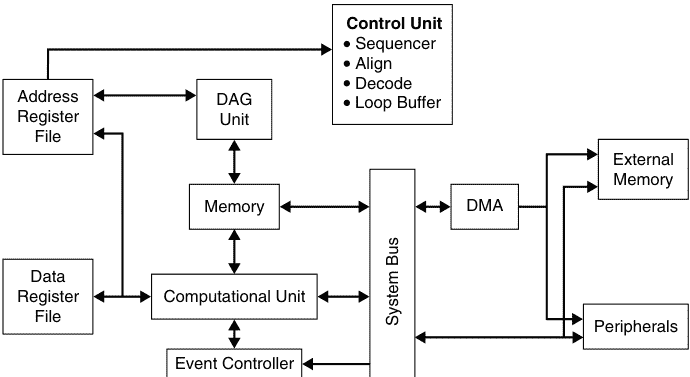 Control Unit
• Sequencer
• Align
• Decode
• Loop Buffer
Address
Register
File
DAG
Unit
External
Memory
Memory
DMA
System Bus
Data
Register
File
Computational Unit
Peripherals
Event Controller